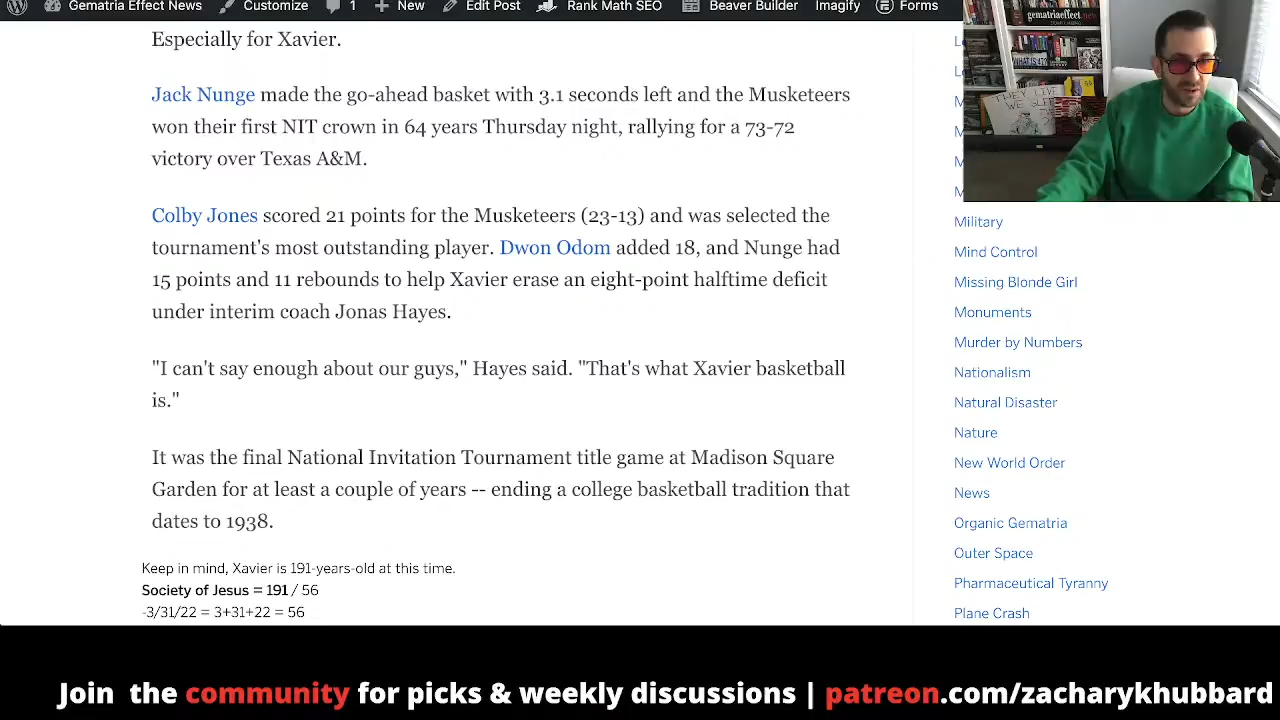 Gematria Effect News Customize 1 New Edit Post Rank Math SEO Beaver Builder Imagify Forms
gematriaeffect.net
Especially for Xavier.
Jack Nunge made the go-ahead basket with 3.1 seconds left and the Musketeers
won their first NIT crown in 64 years Thursday night, rallying for a 73-72
victory over Texas A&M.
Colby Jones scored 21 points for the Musketeers (23-13) and was selected the
tournament's most outstanding player. Dwon Odom added 18, and Nunge had
15 points and 11 rebounds to help Xavier erase an eight-point halftime deficit
under interim coach Jonas Hayes.
"I can't say enough about our guys," Hayes said. "That's what Xavier basketball
is."
It was the final National Invitation Tournament title game at Madison Square
Garden for at least a couple of years -- ending a college basketball tradition that
dates to 1938.
Keep in mind, Xavier is 191-years-old at this time.
Society of Jesus = 191 / 56
-3/31/22 = 3+31+22 = 56
THEY LIVE
WE SLEEP
Military
Mind Control
Missing Blonde Girl
Monuments
Murder by Numbers
Nationalism
Natural Disaster
Nature
New World Order
News
Organic Gematria
Outer Space
Pharmaceutical Tyranny
Plane Crash
Join the community for picks & weekly discussions | patreon.com/zacharykhubbard